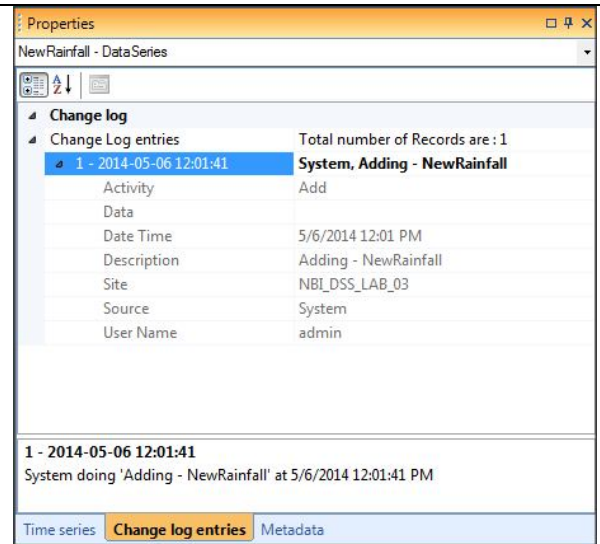 Properties
NewRainfall - DataSeries
Change log
Change Log entries Total number of Records are : 1
1 - 2014-05-06 12:01:41 System, Adding - NewRainfall
Activity Add
Data
Date Time 5/6/2014 12:01 PM
Description Adding - NewRainfall
Site NBI_DSS_LAB_03
Source System
User Name admin
1 - 2014-05-06 12:01:41
System doing 'Adding - NewRainfall' at 5/6/2014 12:01:41 PM
Time series Change log entries Metadata